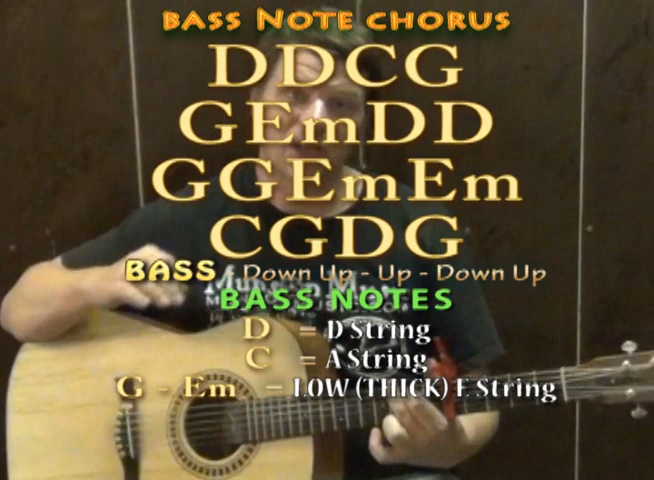 BASS NOTE CHORUS
DDCG
GEmDD
GGEmEm
CGDG
BASS - Down Up - Up - Down Up
BASS NOTES
D = D String
C = A String
G - Em = LOW (THICK) E String